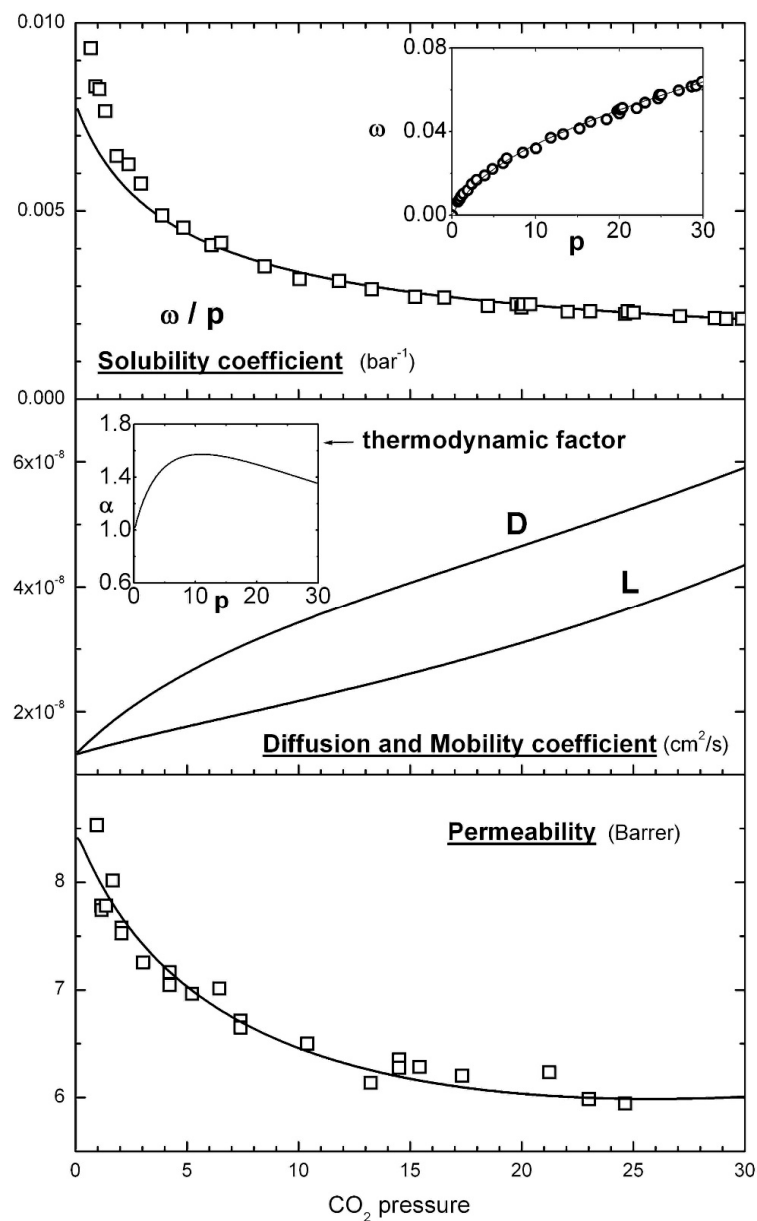 0.010
0.08
ω
0.04
0.00
0 10 20 30
p
0.005
ω / p
Solubility coefficient (bar⁻¹)
0.000
1.8
thermodynamic factor
6x10⁻⁸
1.4
α
D
1.0
4x10⁻⁸
L
0.6
0 10 20 30
p
2x10⁻⁸
Diffusion and Mobility coefficient (cm²/s)
Permeability (Barrer)
8
7
6
0 5 10 15 20 25 30
CO₂ pressure